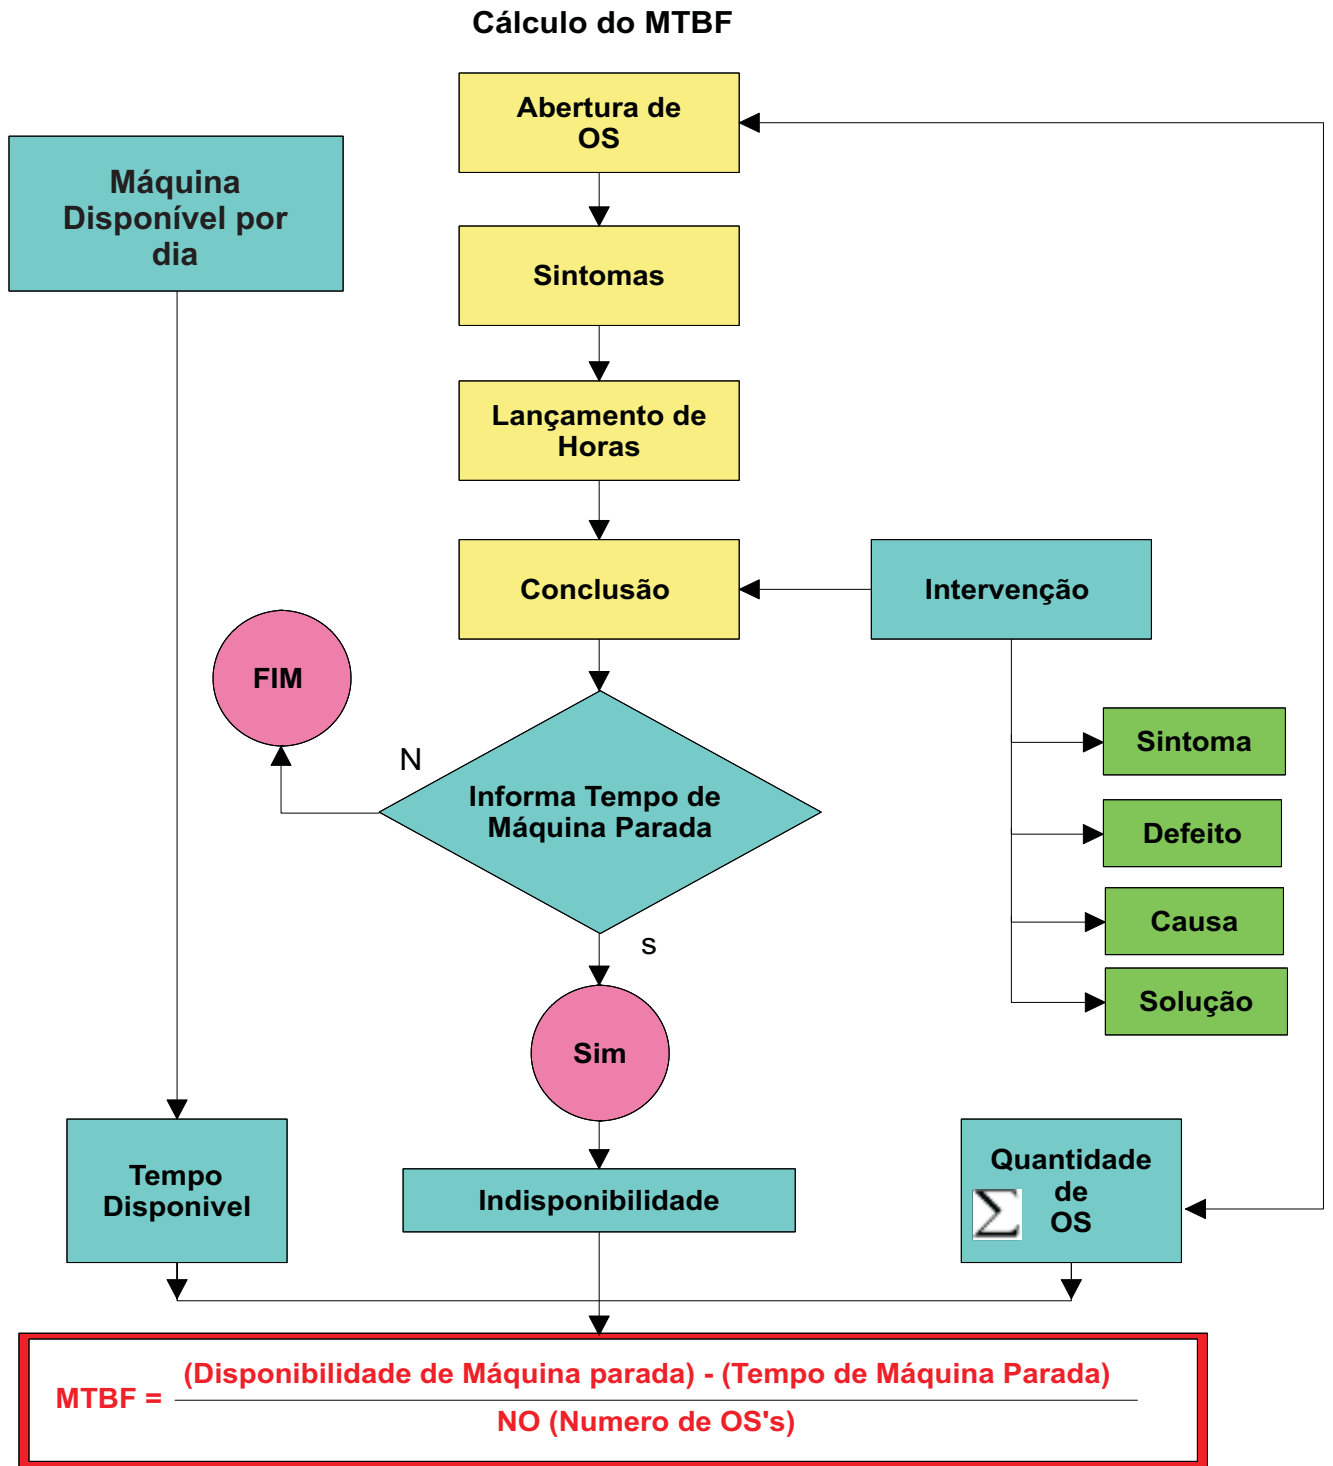 Cálculo do MTBF
Abertura de
OS
Máquina
Disponível por
dia
Sintomas
Lançamento de
Horas
Conclusão
Intervenção
FIM
N
Informa Tempo de
Máquina Parada
Sintoma
Defeito
Causa
Solução
s
Sim
Tempo
Disponivel
Indisponibilidade
Quantidade
de
Σ OS
(Disponibilidade de Máquina parada) - (Tempo de Máquina Parada)
MTBF =
NO (Numero de OS's)